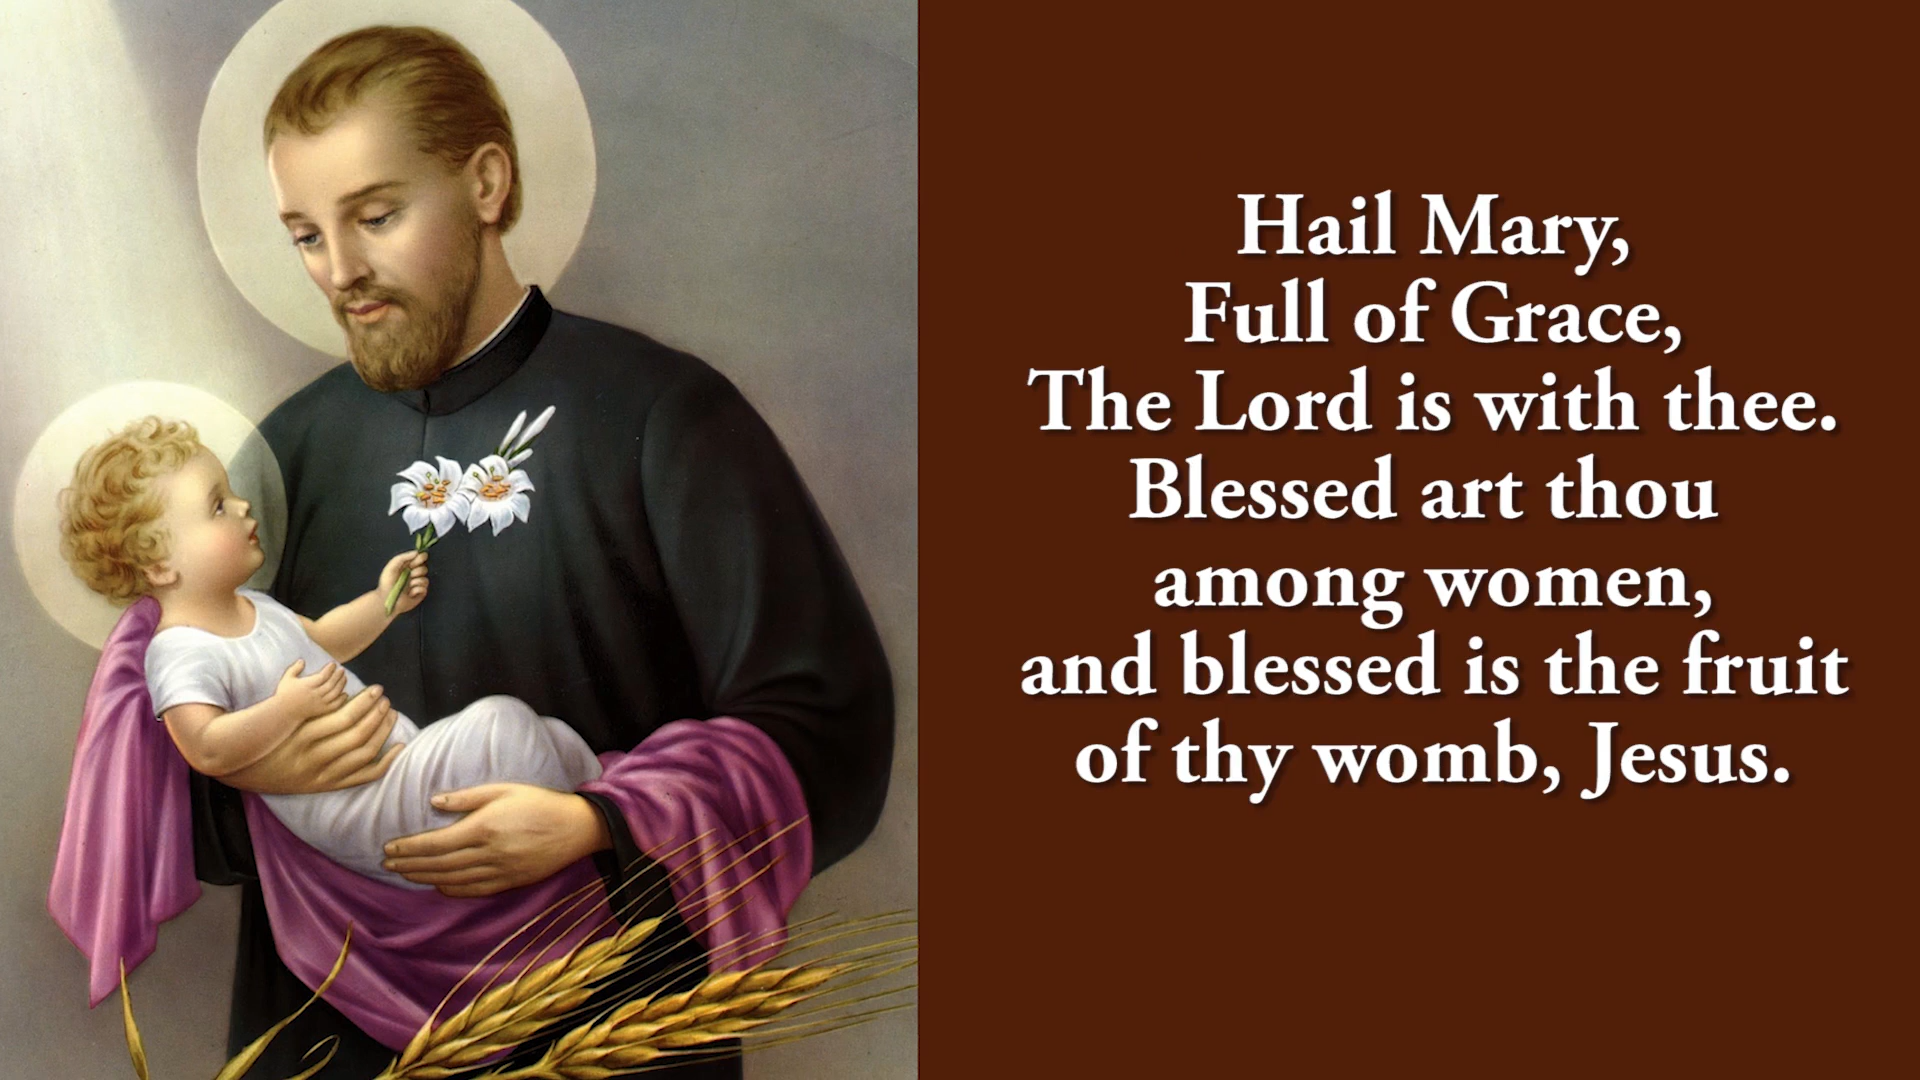 Hail Mary,
Full of Grace,
The Lord is with thee.
Blessed art thou
among women,
and blessed is the fruit
of thy womb, Jesus.